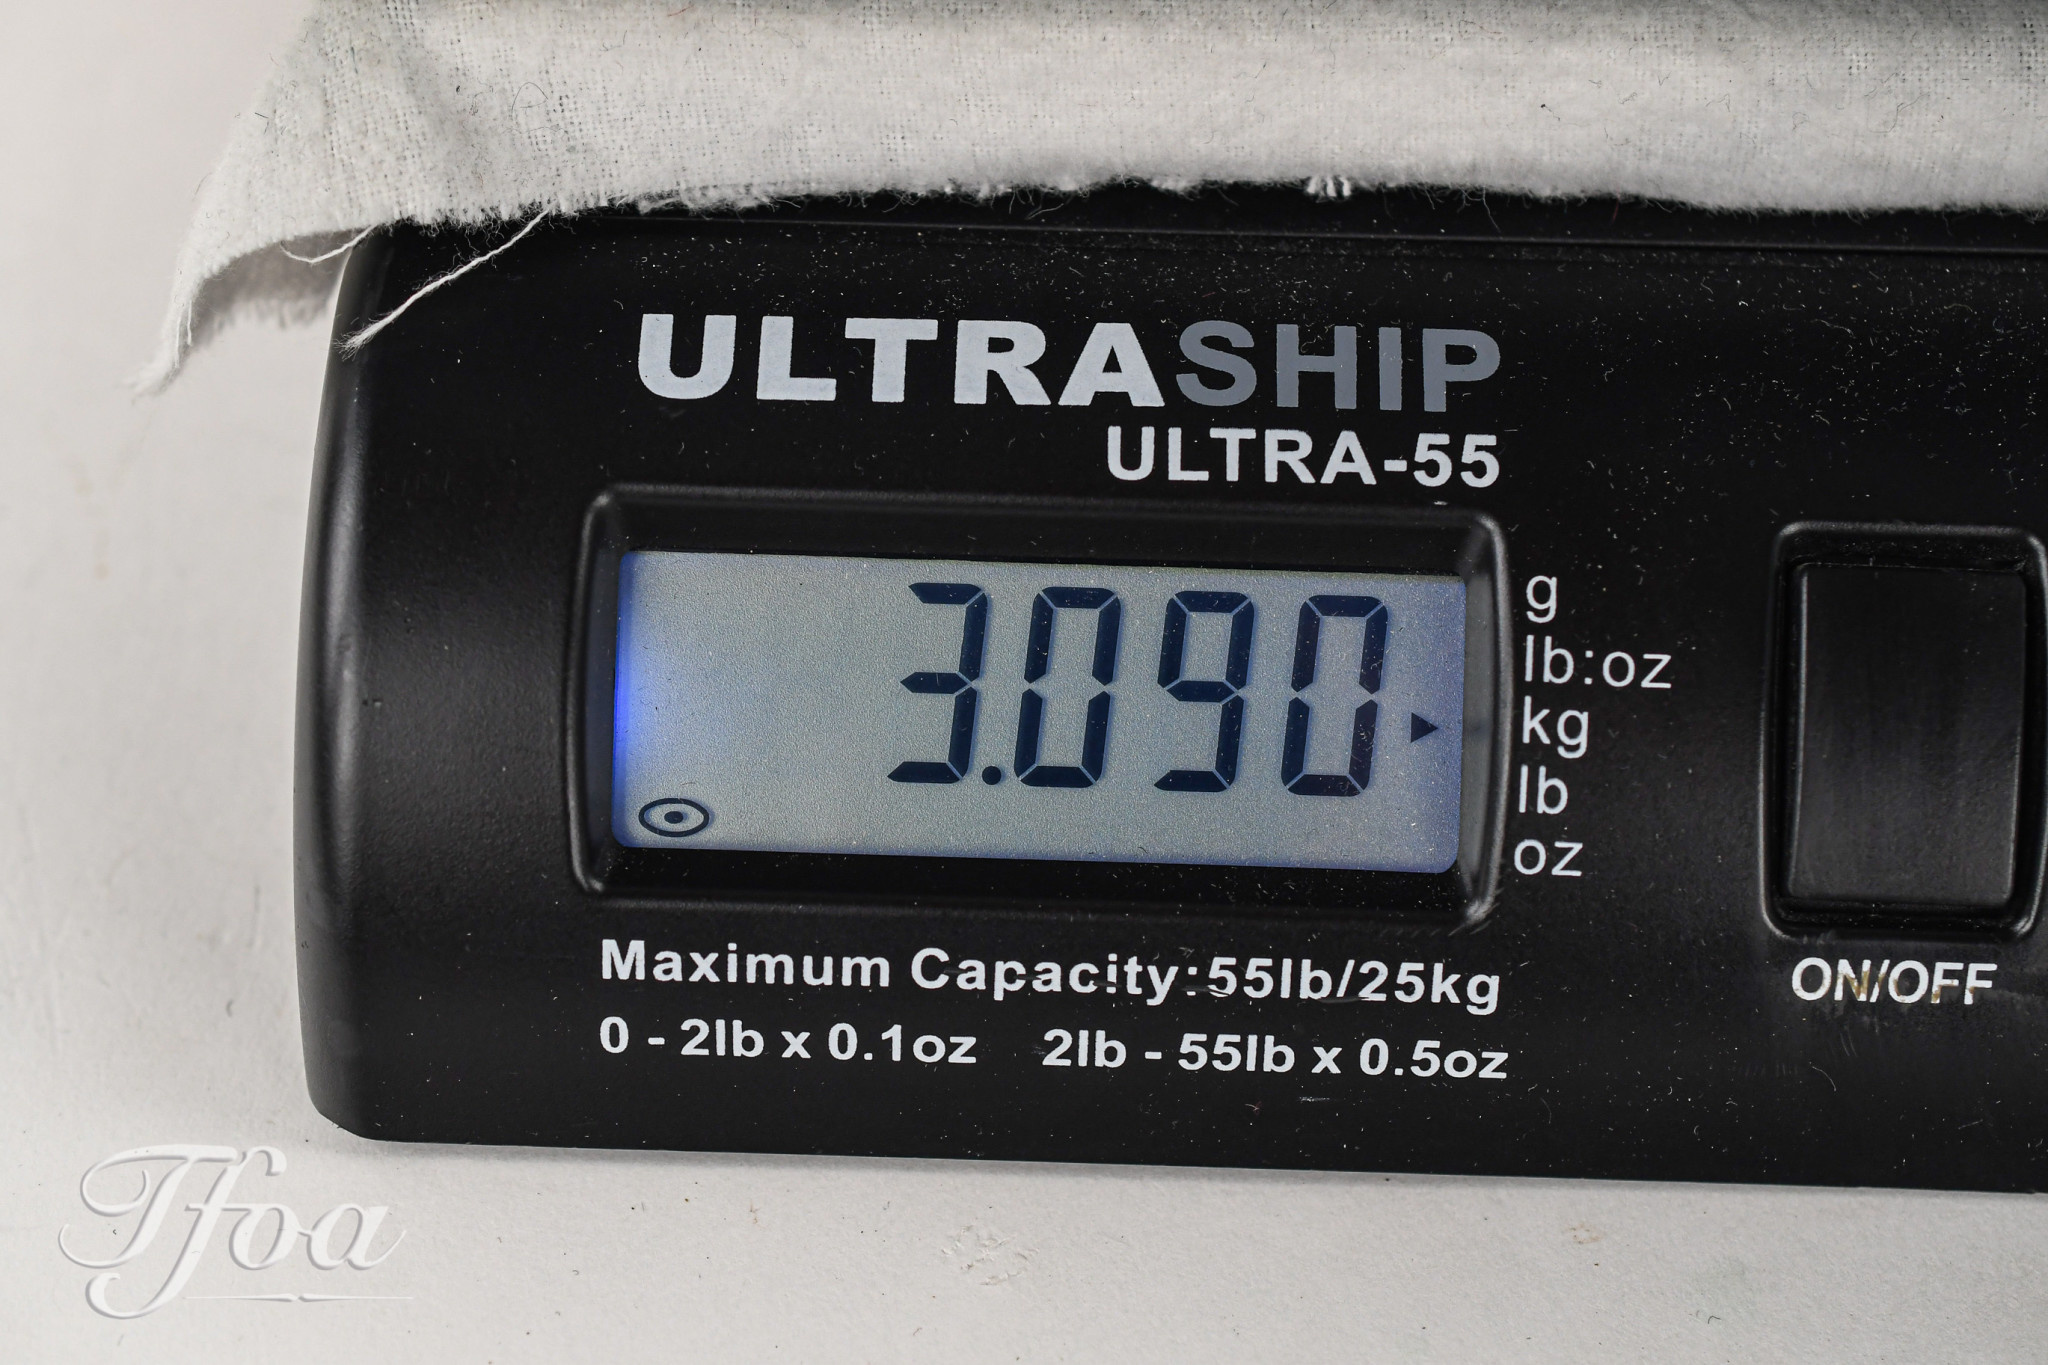 ULTRASHIP
ULTRA-55
3.090
g
lb:oz
kg
lb
oz
Maximum Capacity:55lb/25kg
0 - 2lb x 0.1oz 2lb - 55lb x 0.5oz
ON/OFF
Tfoa